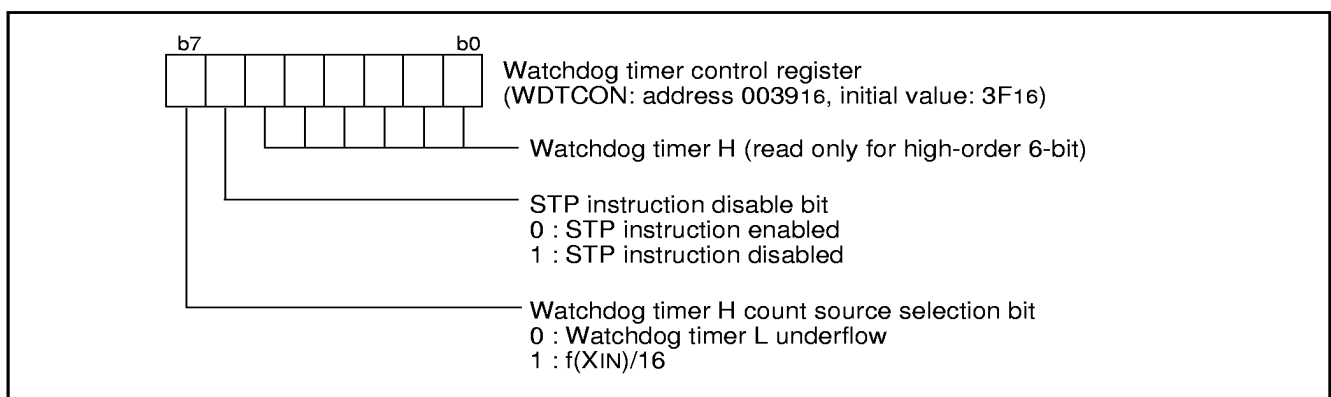 b7 b0
Watchdog timer control register
(WDTCON: address 003916, initial value: 3F16)
Watchdog timer H (read only for high-order 6-bit)
STP instruction disable bit
0 : STP instruction enabled
1 : STP instruction disabled
Watchdog timer H count source selection bit
0 : Watchdog timer L underflow
1 : f(XIN)/16